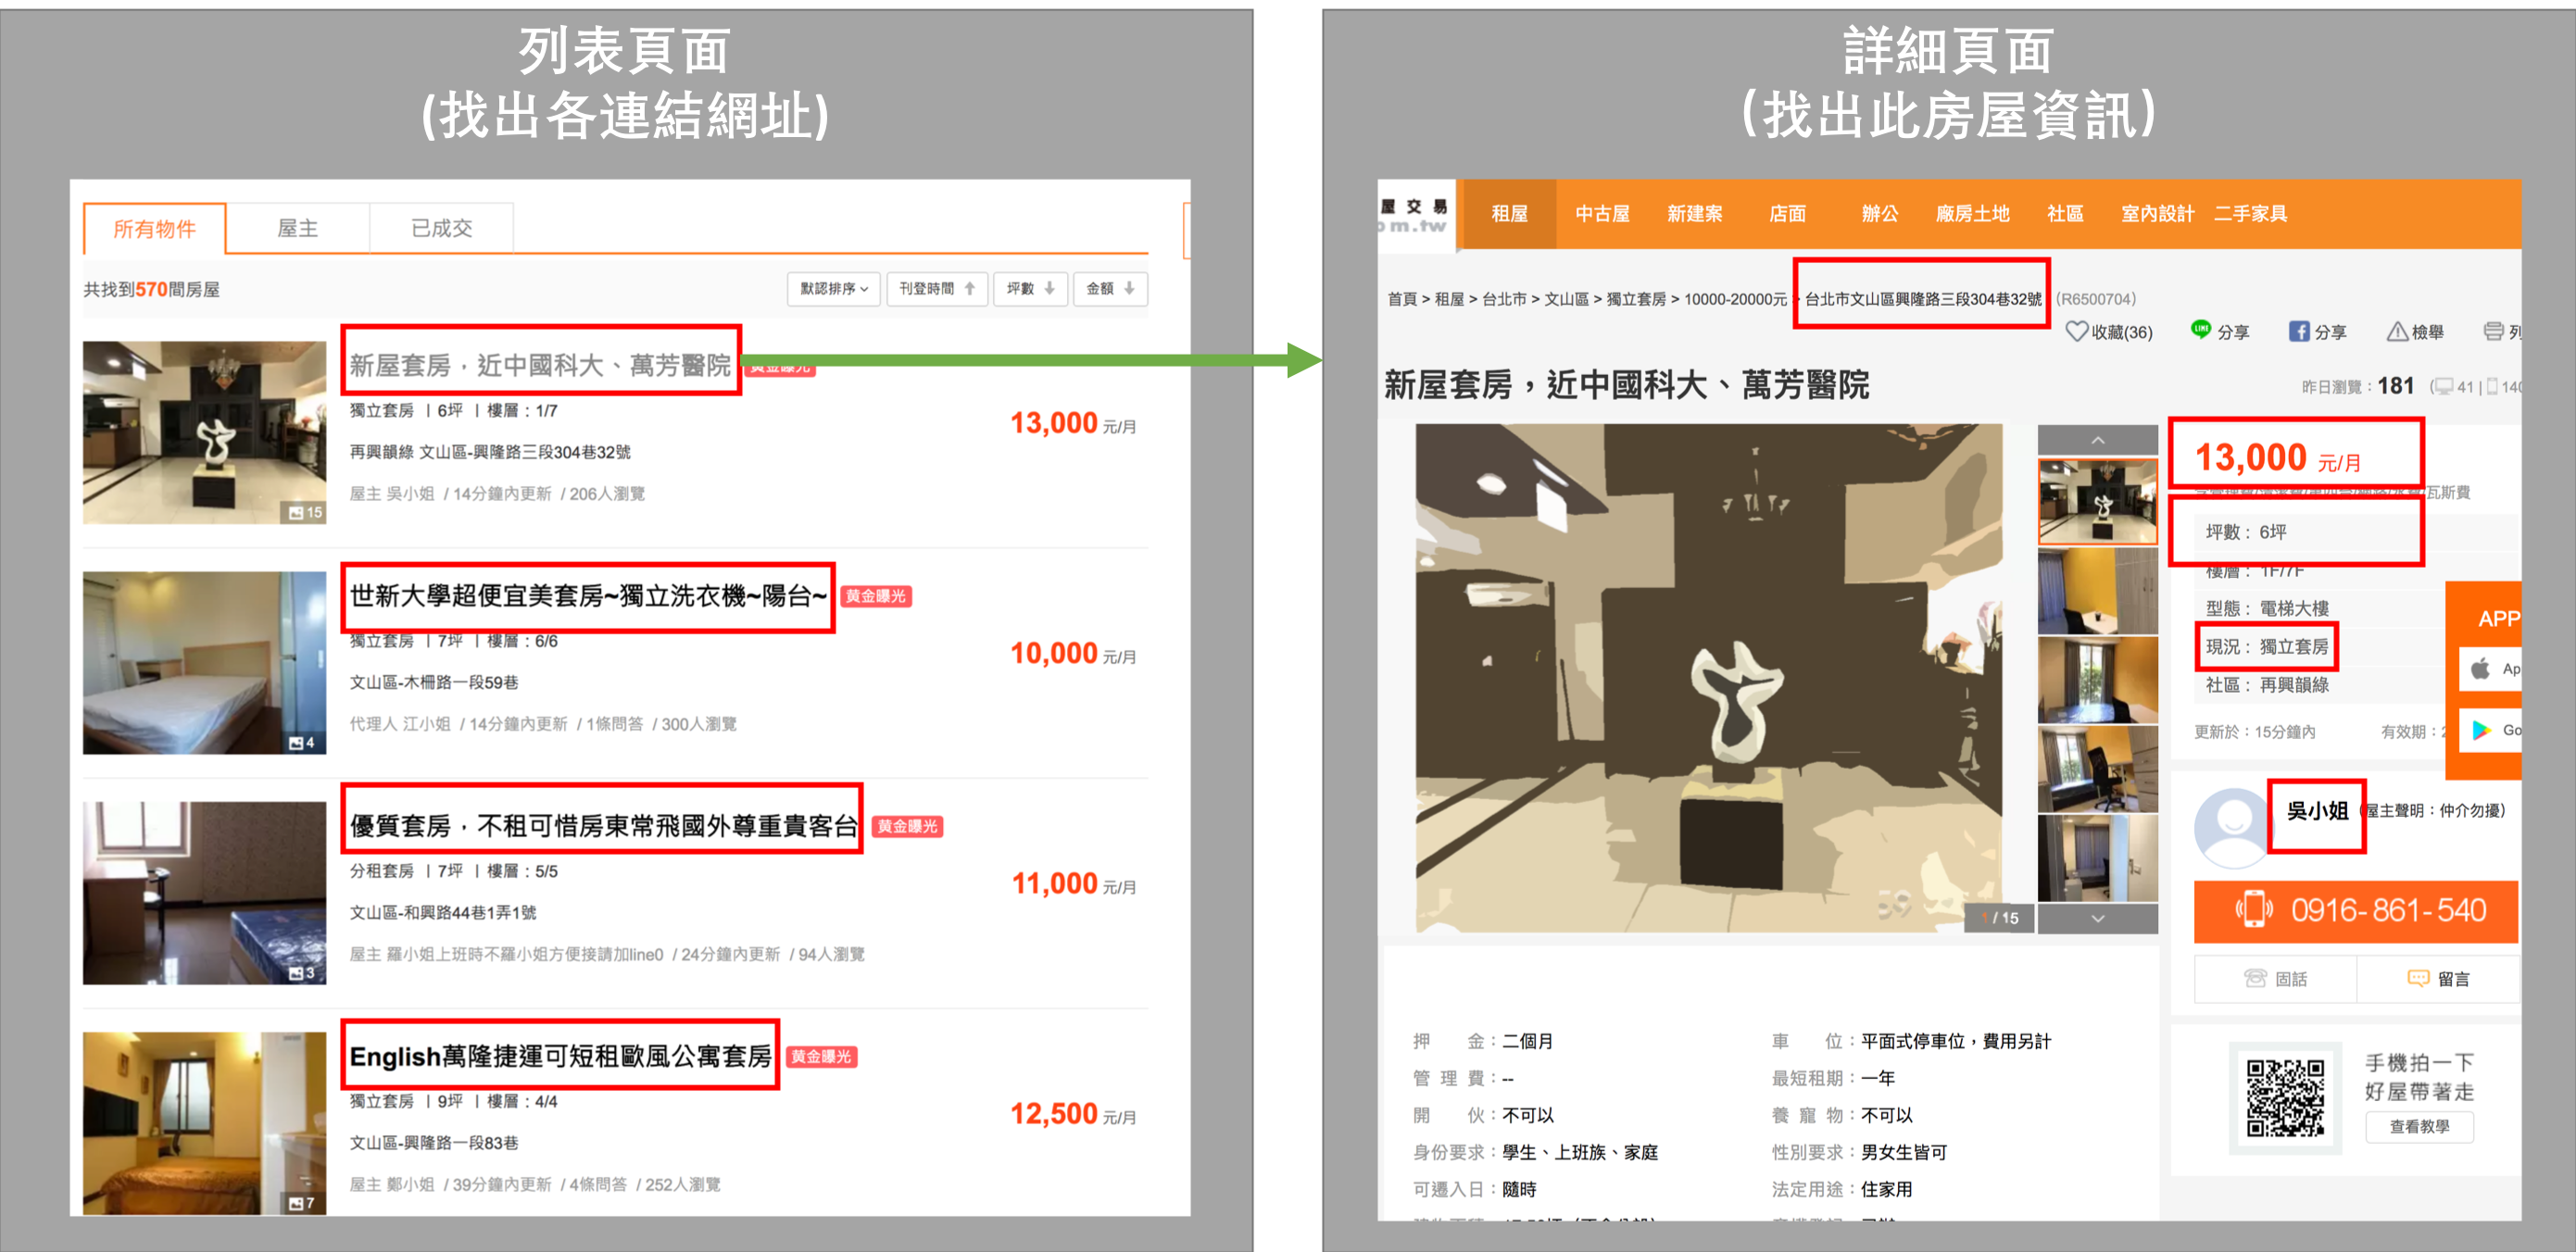 列表頁面
(找出各連結網址)
所有物件
屋主
已成交
共找到570間房屋
默認排序
刊登時間
坪數
金額
新屋套房，近中國科大、萬芳醫院
獨立套房 | 6坪 | 樓層：1/7
再興韻綠 文山區-興隆路三段304巷32號
屋主 吳小姐 / 14分鐘內更新 / 206人瀏覽
13,000 元/月
15
世新大學超便宜美套房~獨立洗衣機~陽台~
黃金曝光
獨立套房 | 7坪 | 樓層：6/6
文山區-木柵路一段59巷
代理人 江小姐 / 14分鐘內更新 / 1條問答 / 300人瀏覽
10,000 元/月
4
優質套房，不租可惜房東常飛國外尊重貴客台
黃金曝光
分租套房 | 7坪 | 樓層：5/5
文山區-和興路44巷1弄1號
屋主 羅小姐上班時不羅小姐方便接請加line0 / 24分鐘內更新 / 94人瀏覽
11,000 元/月
3
English萬隆捷運可短租歐風公寓套房
黃金曝光
獨立套房 | 9坪 | 樓層：4/4
文山區-興隆路一段83巷
屋主 鄭小姐 / 39分鐘內更新 / 4條問答 / 252人瀏覽
12,500 元/月
7
詳細頁面
(找出此房屋資訊)
屋交易
om.tw
租屋
中古屋
新建案
店面
辦公
廠房土地
社區
室內設計
二手家具
首頁 > 租屋 > 台北市 > 文山區 > 獨立套房 > 10000-20000元 > 台北市文山區興隆路三段304巷32號 (R6500704)
收藏(36)
LINE 分享
f 分享
檢舉
列
新屋套房，近中國科大、萬芳醫院
昨日瀏覽：181 (41 | 140
1 / 15
13,000 元/月
瓦斯費
坪數：6坪
樓層：1F/7F
型態：電梯大樓
現況：獨立套房
社區：再興韻綠
更新於：15分鐘內
有效期：2
APP
Ap
Go
吳小姐 (屋主聲明：仲介勿擾)
0916-861-540
固話
留言
手機拍一下
好屋帶著走
查看教學
押金：二個月
車位：平面式停車位，費用另計
管理費：--
最短租期：一年
開伙：不可以
養寵物：不可以
身份要求：學生、上班族、家庭
性別要求：男女生皆可
可遷入日：隨時
法定用途：住家用